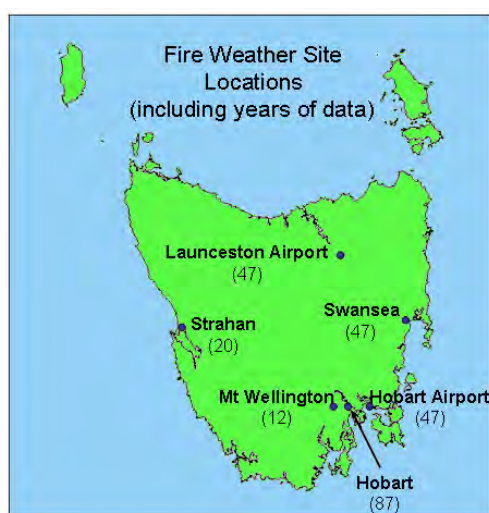 Fire Weather Site
Locations
(including years of data)
Launceston Airport
(47)
Swansea
(47)
Strahan
(20)
Mt Wellington
(12)
Hobart Airport
(47)
Hobart
(87)